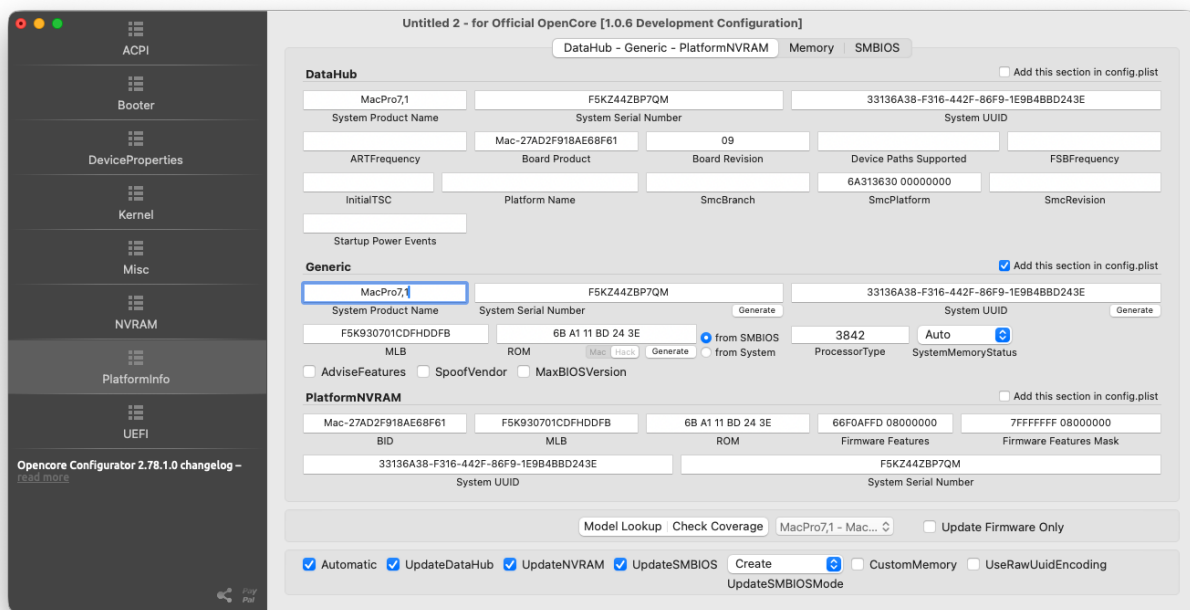 Untitled 2 - for Official OpenCore [1.0.6 Development Configuration]
ACPI
Booter
DeviceProperties
Kernel
Misc
NVRAM
PlatformInfo
UEFI
Opencore Configurator 2.78.1.0 changelog –
read more
Pay
Pal
DataHub - Generic - PlatformNVRAM Memory SMBIOS
DataHub Add this section in config.plist
MacPro7,1 F5KZ44ZBP7QM 33136A38-F316-442F-86F9-1E9B4BBD243E
System Product Name System Serial Number System UUID
Mac-27AD2F918AE68F61 09
ARTFrequency Board Product Board Revision Device Paths Supported FSBFrequency
6A313630 00000000
InitialTSC Platform Name SmcBranch SmcPlatform SmcRevision
Startup Power Events
Generic Add this section in config.plist
MacPro7,1 F5KZ44ZBP7QM 33136A38-F316-442F-86F9-1E9B4BBD243E
System Product Name System Serial Number Generate System UUID Generate
F5K930701CDFHDDFB 6B A1 11 BD 24 3E from SMBIOS 3842 Auto
MLB ROM Mac Hack Generate from System ProcessorType SystemMemoryStatus
AdviseFeatures SpoofVendor MaxBIOSVersion
PlatformNVRAM Add this section in config.plist
Mac-27AD2F918AE68F61 F5K930701CDFHDDFB 6B A1 11 BD 24 3E 66F0AFFD 08000000 7FFFFFFF 08000000
BID MLB ROM Firmware Features Firmware Features Mask
33136A38-F316-442F-86F9-1E9B4BBD243E F5KZ44ZBP7QM
System UUID System Serial Number
Model Lookup Check Coverage MacPro7,1 - Mac... Update Firmware Only
Automatic UpdateDataHub UpdateNVRAM UpdateSMBIOS Create CustomMemory UseRawUuidEncoding
UpdateSMBIOSMode